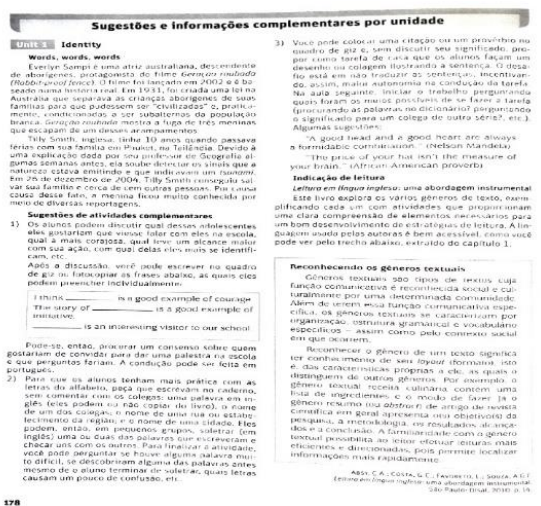 Sugestões e informações complementares por unidade
Unit 1 Identity
Words, words, words
Everlyn Sampi é uma atriz australiana, descendente
de aborígenes, protagonista do filme Geração roubada
(Rabbit-proof fence). O filme foi lançado em 2002 e é ba-
seado numa história real. Em 1931, foi criada uma lei na
Austrália que separava as crianças aborígenes de suas
famílias para que pudessem ser "civilizadas" e, pratica-
mente, condicionadas a ser subalternas da população
branca. Geração roubada mostra a fuga de três meninas
que escapam de um desses acampamentos.
Tilly Smith, inglesa, tinha 10 anos quando passava
férias com sua família em Phuket, na Tailândia. Devido à
uma explicação dada por seu professor de Geografia al-
gumas semanas antes, ela soube detectar os sinais que a
natureza estava emitindo e que indicavam um tsunami.
Em 26 de dezembro de 2004, Tilly Smith conseguiu sal-
var sua família e cerca de cem outras pessoas. Por causa
desse fato, a menina ficou muito conhecida por
meio de diversas reportagens.
Sugestões de atividades complementares
1) Os alunos podem discutir qual dessas adolescentes
eles gostariam que viesse falar com eles na escola,
qual a mais corajosa, qual teve um alcance maior
com sua ação, com qual delas eles mais se identifi-
cam, etc.
Após a discussão, você pode escrever no quadro
de giz ou fotocopiar as frases abaixo, as quais eles
podem preencher individualmente.
I think ________ is a good example of courage.
The story of ________ is a good example of
initiative.
________ is an interesting visitor to our school.
Pode-se, então, procurar um consenso sobre quem
gostariam de convidar para dar uma palestra na escola
e que perguntas fariam. A condução pode ser feita em
português.
2) Para que os alunos tenham mais prática com as
letras do alfabeto, peça que escrevam no caderno,
sem comentar com os colegas: uma palavra em in-
glês (eles podem ou não copiar do livro), o nome
de um dos colegas, o nome de uma rua ou estabe-
lecimento da região, e o nome de uma cidade. Eles
podem, então, em pequenos grupos, soletrar (em
inglês) uma ou duas das palavras que escreveram e
checar uns com os outros. Para finalizar a atividade,
você pode perguntar se houve alguma palavra mui-
to difícil, se descobriram alguma das palavras antes
mesmo de o aluno terminar de soletrar, quais letras
causam um pouco de confusão, etc.
3) Você pode colocar uma citação ou um provérbio no
quadro de giz e, sem discutir seu significado, pro-
por como tarefa de casa que os alunos façam um
desenho ou colagem ilustrando a sentença. O desa-
fio está em não traduzir as sentenças, incentivan-
do, assim, maior autonomia na condução da tarefa.
Na aula seguinte, iniciar o trabalho perguntando
quais foram os meios possíveis de se fazer a tarefa
(procurando as palavras no dicionário? perguntando
o significado para um colega de outra série?, etc.).
Algumas sugestões:
"A good head and a good heart are always
a formidable combination." (Nelson Mandela)
"The price of your hat isn't the measure of
your brain." (African-American proverb)
Indicação de leitura
Leitura em língua inglesa: uma abordagem instrumental
Este livro explora os vários gêneros de texto, exem-
plificando cada um com atividades que proporcionam
uma clara compreensão de elementos necessários para
um bom desenvolvimento de estratégias de leitura. A lin-
guagem usada pelas autoras é bem acessível, como você
pode ver pelo trecho abaixo, extraído do capítulo 1.
Reconhecendo os gêneros textuais
Gêneros textuais são tipos de textos cuja
função comunicativa é reconhecida social e cul-
turalmente por uma determinada comunidade.
Além de terem essa função comunicativa espe-
cífica, os gêneros textuais se caracterizam por
organização, estrutura gramatical e vocabulário
específicos – assim como pelo contexto social
em que ocorrem.
Reconhecer o gênero de um texto significa
ter conhecimento de seu layout (formato), isto
é, das características próprias a ele, as quais o
distinguem de outros gêneros. Por exemplo, o
gênero textual receita culinária contém uma
lista de ingredientes e o modo de fazer. Já o
gênero resumo (ou abstract) de artigo de revista
científica em geral apresenta o(s) objetivo(s) da
pesquisa, a metodologia, os resultados alcança-
dos e a conclusão. A familiaridade com o gênero
textual possibilita ao leitor efetuar leituras mais
eficientes e direcionadas, pois permite localizar
informações mais rapidamente.
SOUZA, A. G. F.
Leitura em língua inglesa: uma abordagem instrumental.
São Paulo: Disal, 2010. p. 14.
178